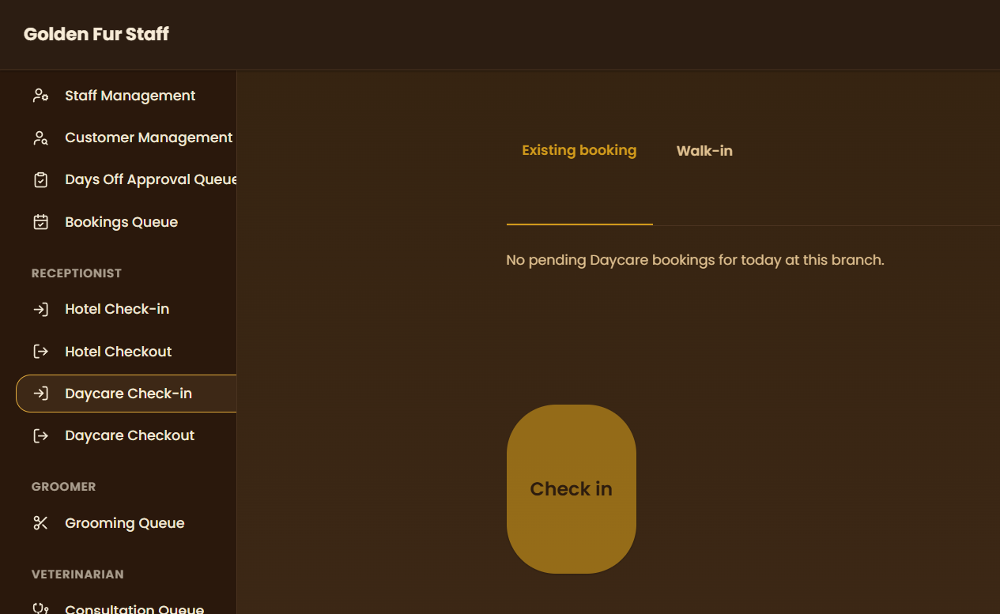 Golden Fur Staff
Staff Management
Customer Management
Days Off Approval Queue
Bookings Queue
RECEPTIONIST
Hotel Check-in
Hotel Checkout
Daycare Check-in
Daycare Checkout
GROOMER
Grooming Queue
VETERINARIAN
Consultation Queue
Existing booking
Walk-in
No pending Daycare bookings for today at this branch.
Check in